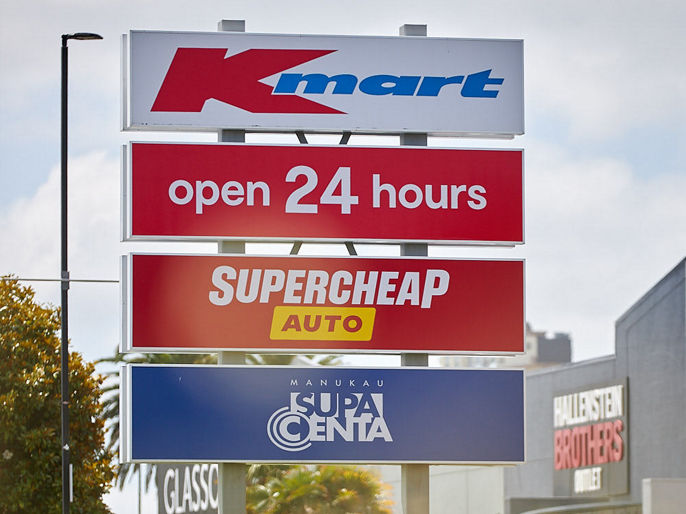 Kmart
open 24 hours
SUPERCHEAP
AUTO
MANUKAU
SUPA
CENTA
HALLENSTEIN
BROTHERS
OUTLET
GLASSO